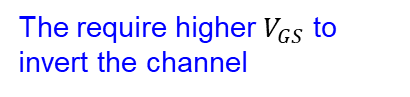 The require higher V_GS to
invert the channel